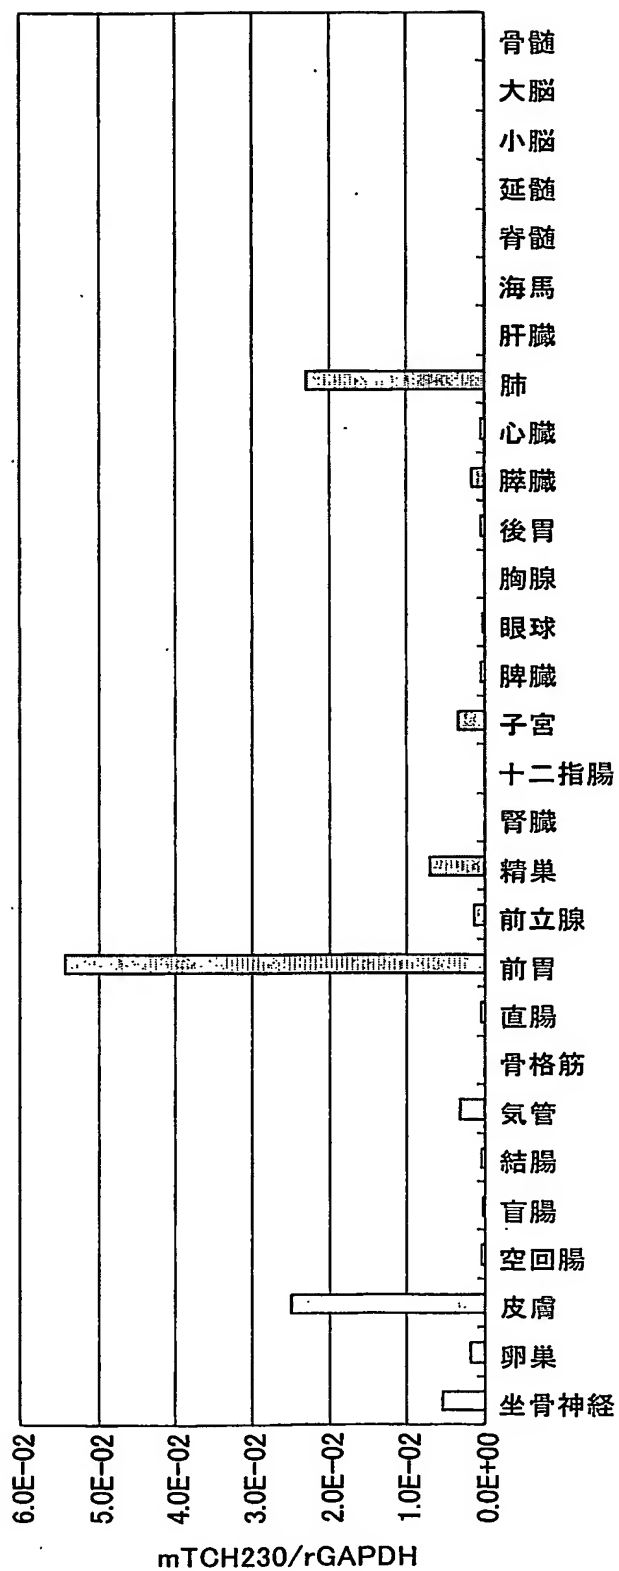 骨髄
大脳
小脳
延髄
脊髄
海馬
肝臓
肺
心臓
膵臓
後胃
胸腺
眼球
脾臓
子宮
十二指腸
腎臓
精巣
前立腺
前胃
直腸
骨格筋
気管
結腸
盲腸
空回腸
皮膚
卵巣
坐骨神経
6.0E-02
5.0E-02
4.0E-02
3.0E-02
2.0E-02
1.0E-02
0.0E+00
mTCH230/rGAPDH